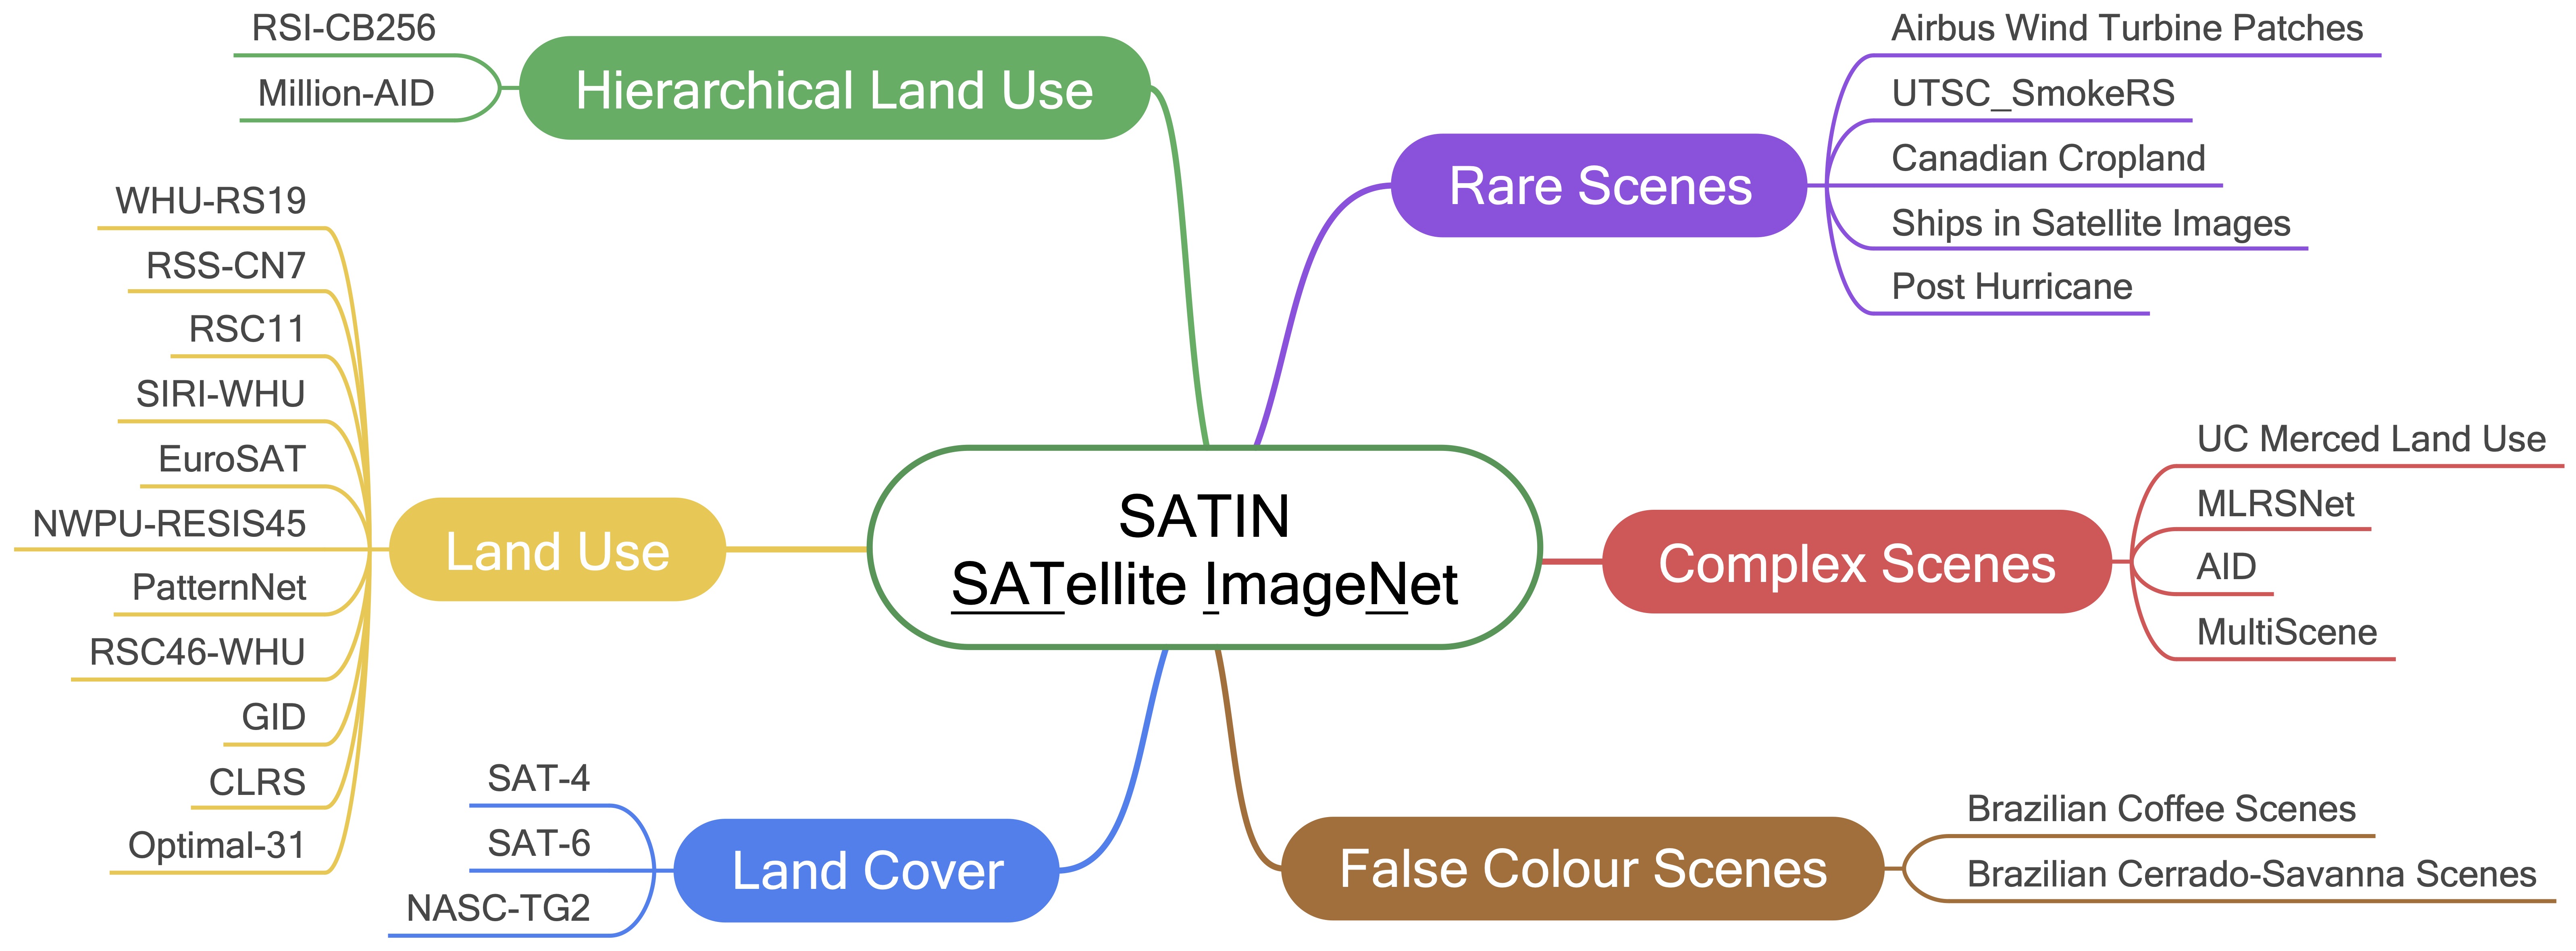 RSI-CB256
Million-AID
Hierarchical Land Use
WHU-RS19
RSS-CN7
RSC11
SIRI-WHU
EuroSAT
NWPU-RESIS45
PatternNet
RSC46-WHU
GID
CLRS
Optimal-31
Land Use
SAT-4
SAT-6
NASC-TG2
Land Cover
SATIN
SATellite ImageNet
Rare Scenes
Airbus Wind Turbine Patches
UTSC_SmokeRS
Canadian Cropland
Ships in Satellite Images
Post Hurricane
Complex Scenes
UC Merced Land Use
MLRSNet
AID
MultiScene
False Colour Scenes
Brazilian Coffee Scenes
Brazilian Cerrado-Savanna Scenes